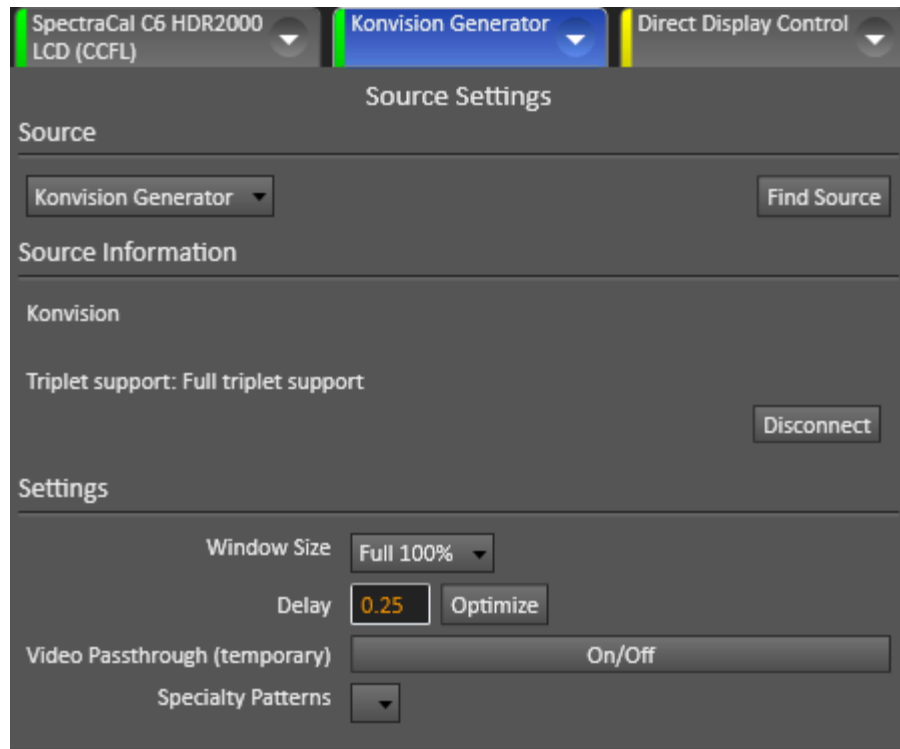 SpectraCal C6 HDR2000
LCD (CCFL)
Konvision Generator
Direct Display Control
Source Settings
Source
Konvision Generator
Find Source
Source Information
Konvision
Triplet support: Full triplet support
Disconnect
Settings
Window Size
Full 100%
Delay
0.25
Optimize
Video Passthrough (temporary)
On/Off
Specialty Patterns